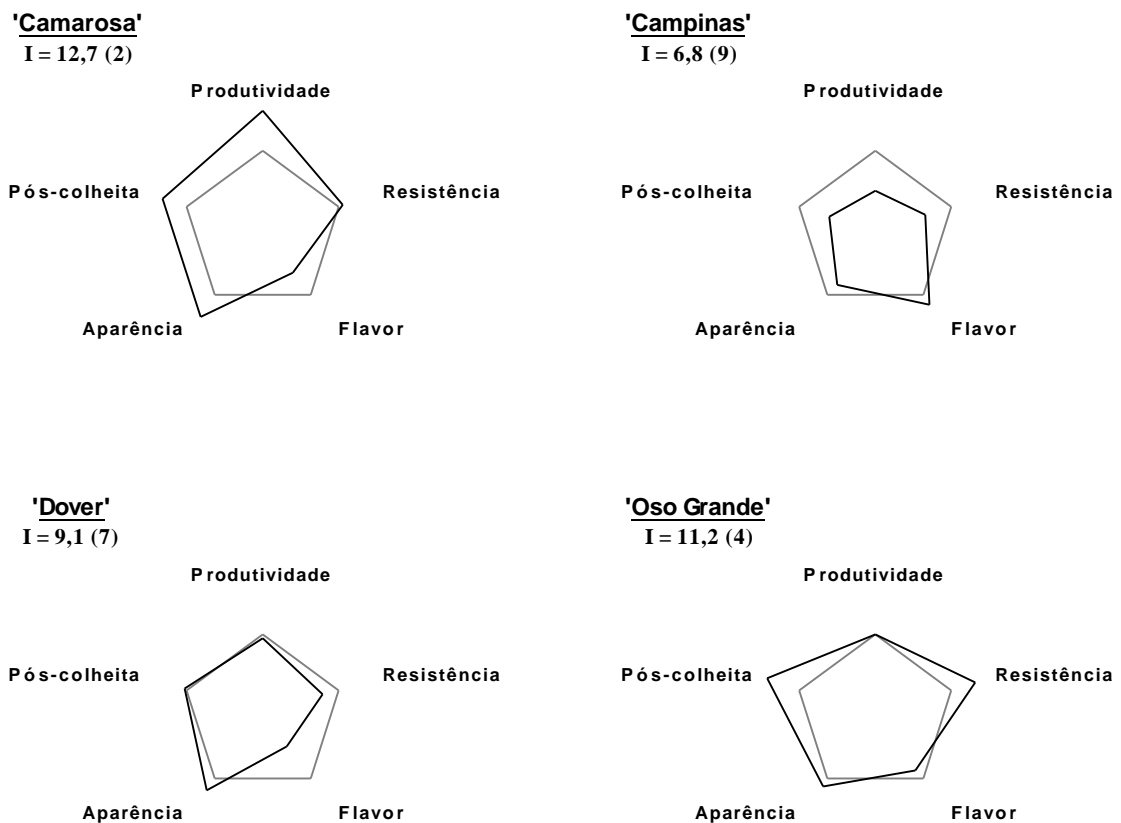 'Camarosa'
I = 12,7 (2)
Produtividade
Pós-colheita
Resistência
Aparência
Flavor
'Campinas'
I = 6,8 (9)
Produtividade
Pós-colheita
Resistência
Aparência
Flavor
'Dover'
I = 9,1 (7)
Produtividade
Pós-colheita
Resistência
Aparência
Flavor
'Oso Grande'
I = 11,2 (4)
Produtividade
Pós-colheita
Resistência
Aparência
Flavor